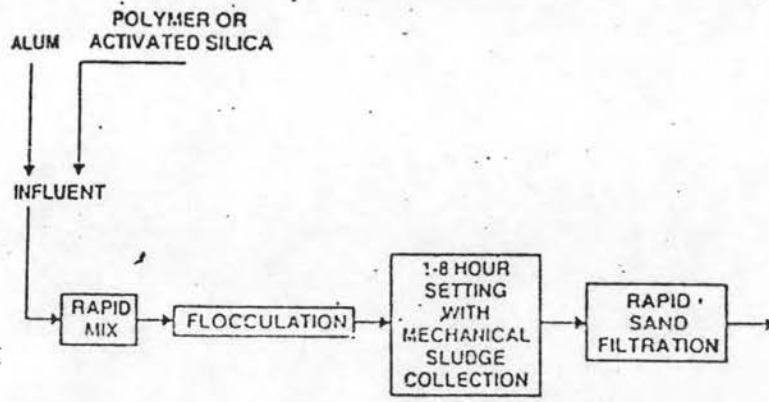 POLYMER OR
ALUM ACTIVATED SILICA
INFLUENT
RAPID
MIX
FLOCCULATION
1-8 HOUR
SETTING
WITH
MECHANICAL
SLUDGE
COLLECTION
RAPID
SAND
FILTRATION